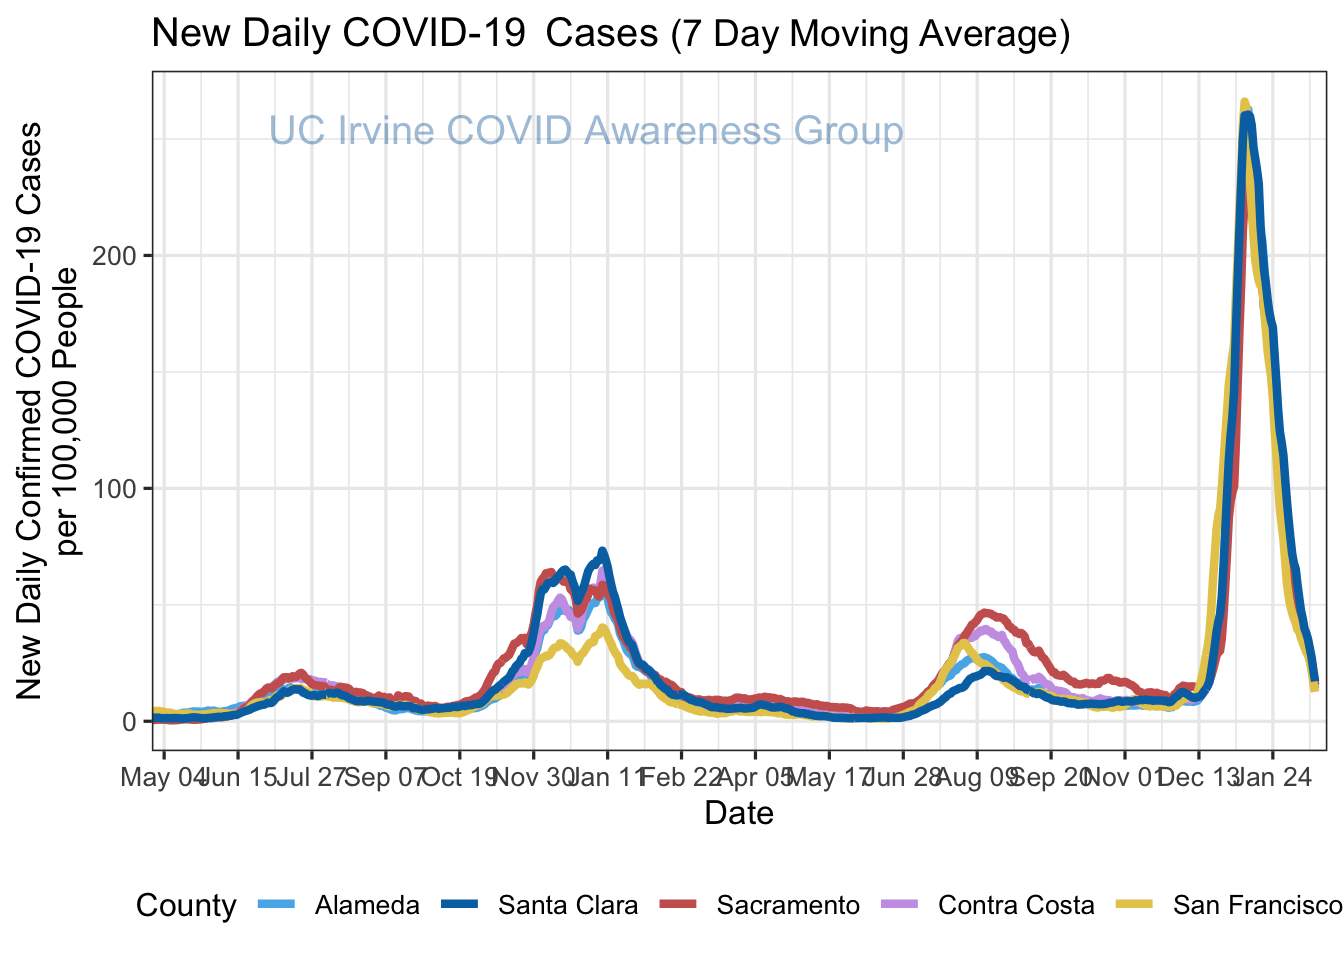 New Daily COVID-19  Cases (7 Day Moving Average)
UC Irvine COVID Awareness Group
New Daily Confirmed COVID-19 Cases
per 100,000 People
200
100
0
May 04 Jun 15 Jul 27 Sep 07 Oct 19 Nov 30 Jan 11 Feb 22 Apr 05 May 17 Jun 28 Aug 09 Sep 20 Nov 01 Dec 13 Jan 24
Date
County Alameda Santa Clara Sacramento Contra Costa San Francisco